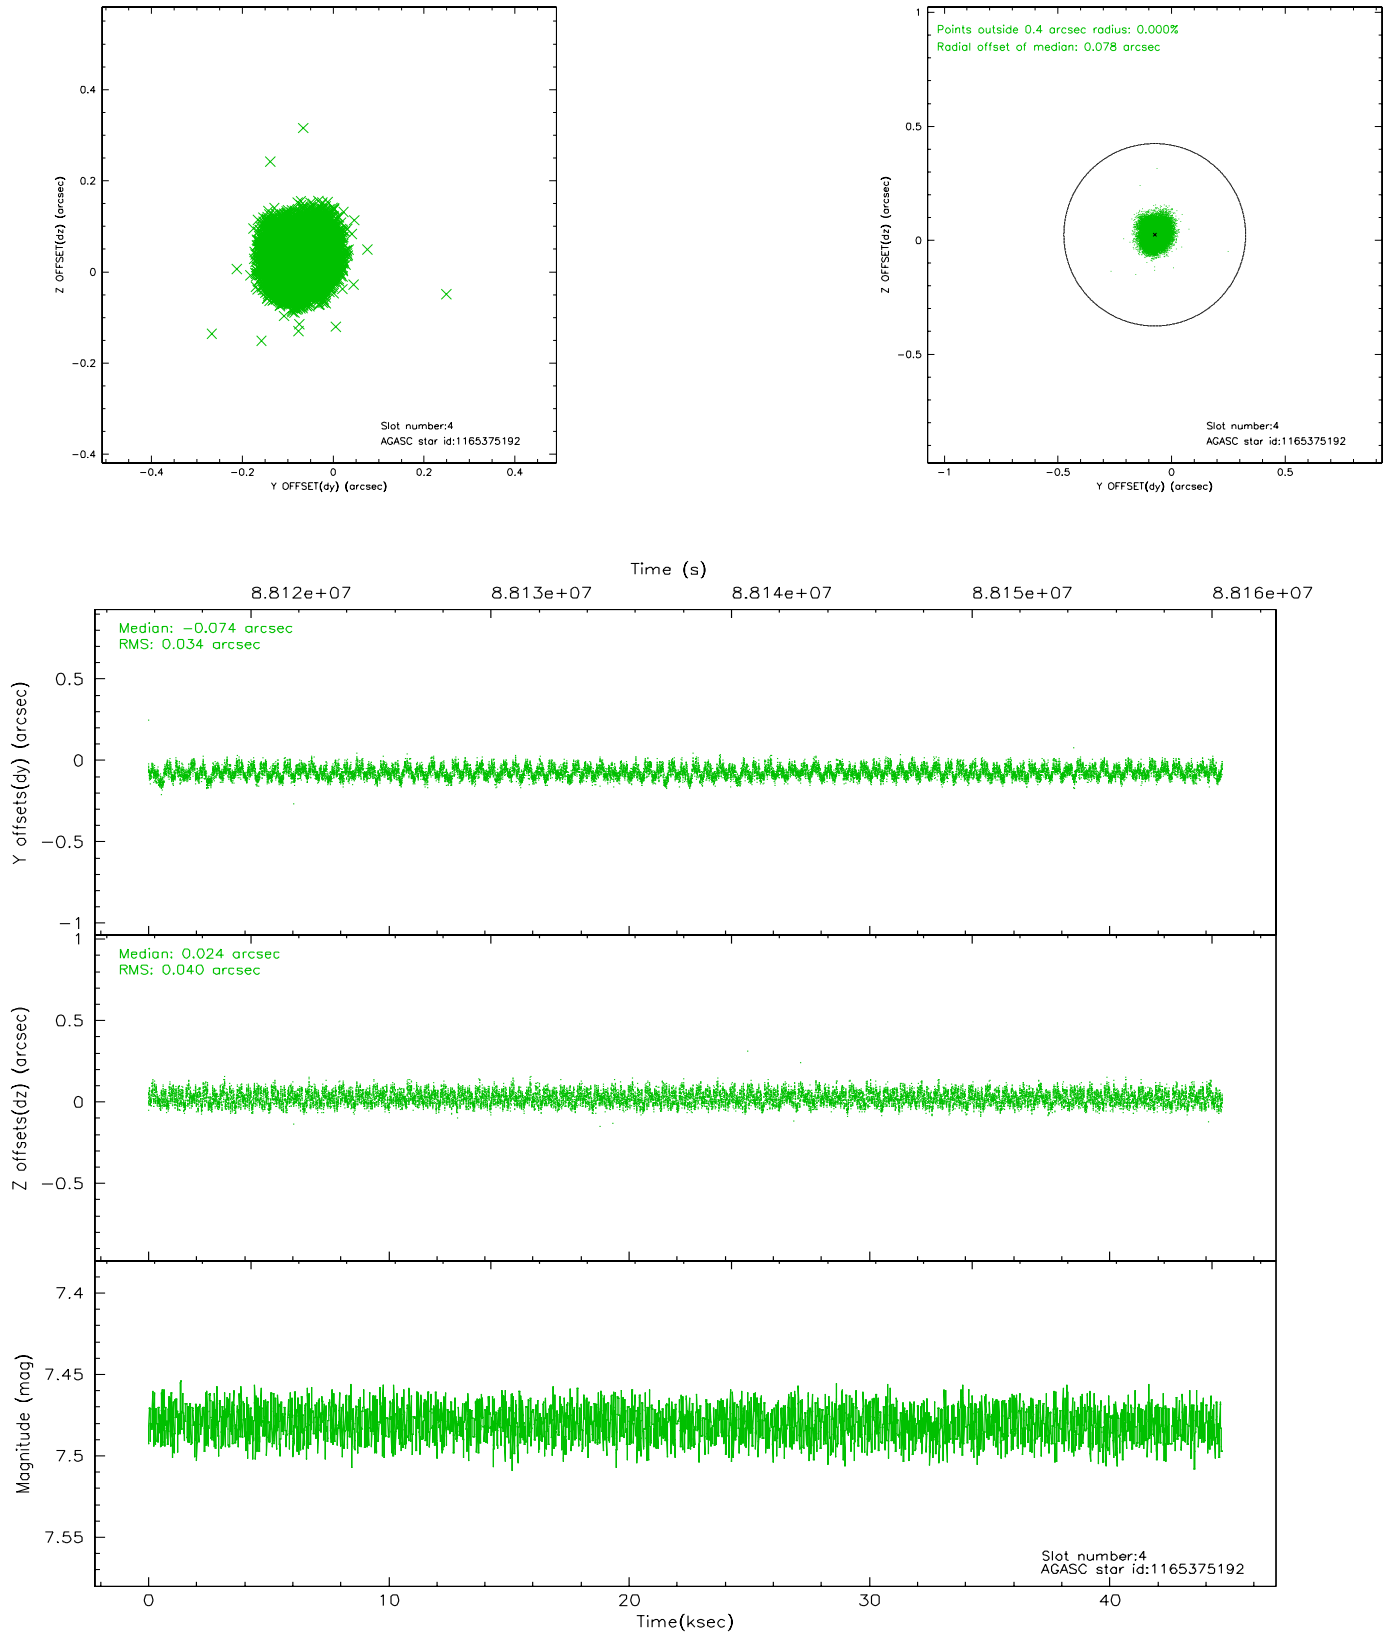 0.4
0.2
0
−0.2
−0.4
Z OFFSET(dz) (arcsec)
Slot number:4
AGASC star id:1165375192
−0.4
−0.2
0
0.2
0.4
Y OFFSET(dy) (arcsec)
Points outside 0.4 arcsec radius: 0.000%
Radial offset of median: 0.078 arcsec
1
0.5
0
−0.5
Z OFFSET(dz) (arcsec)
Slot number:4
AGASC star id:1165375192
−1
−0.5
0
0.5
Y OFFSET(dy) (arcsec)
Time (s)
8.812e+07
8.813e+07
8.814e+07
8.815e+07
8.816e+07
Median: −0.074 arcsec
RMS: 0.034 arcsec
0.5
0
−0.5
−1
Y offsets(dy) (arcsec)
Median: 0.024 arcsec
RMS: 0.040 arcsec
1
0.5
0
−0.5
Z offsets(dz) (arcsec)
7.4
7.45
7.5
7.55
Magnitude (mag)
Slot number:4
AGASC star id:1165375192
0
10
20
30
40
Time(ksec)